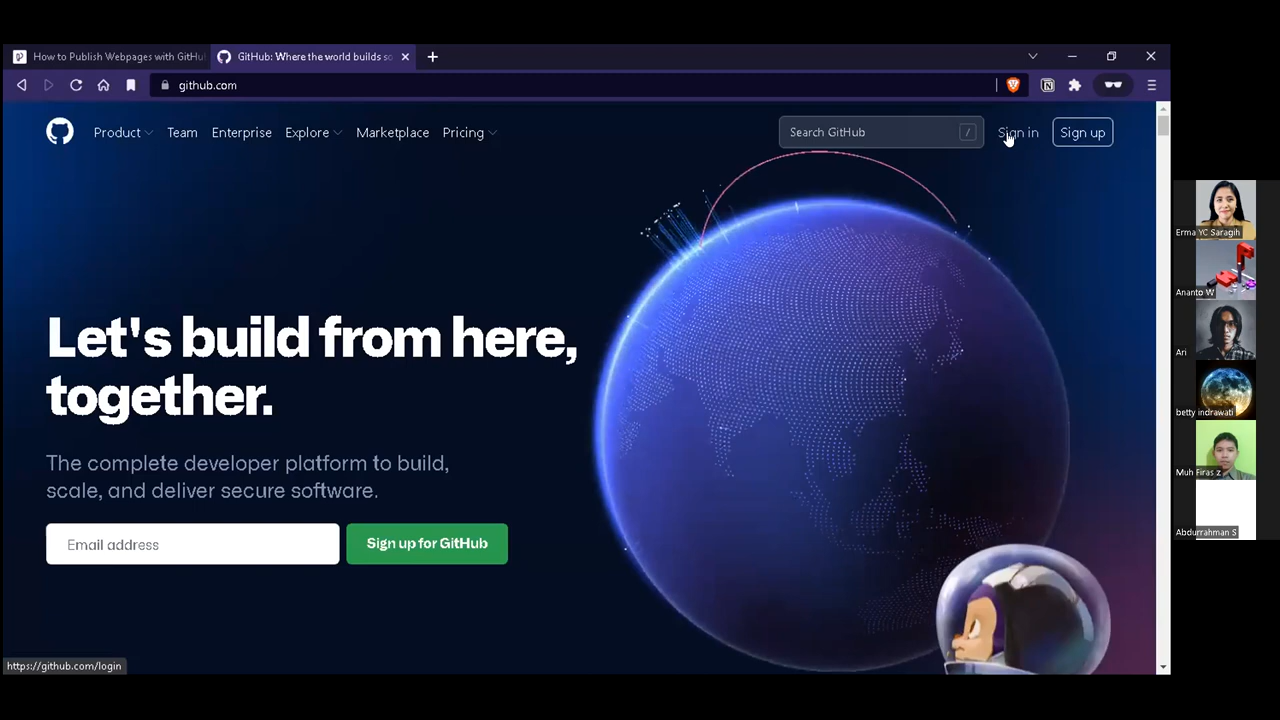 How to Publish Webpages with GitHu
GitHub: Where the world builds so
github.com
Product Team Enterprise Explore Marketplace Pricing
Search GitHub /
Sign in
Sign up
Let's build from here,
together.
The complete developer platform to build,
scale, and deliver secure software.
Email address
Sign up for GitHub
https://github.com/login
Erma YC Saragih
Ananto W
Ari
betty indrawati
Muh Firas z
Abdurrahman S